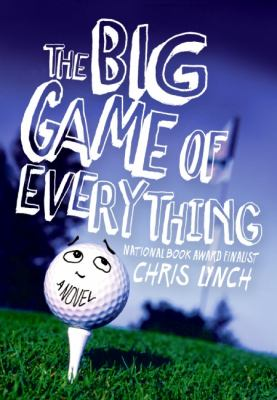 THE BIG
GAME OF
EVERYTHING
NATIONAL BOOK AWARD FINALIST
CHRIS LYNCH
A NOVEL